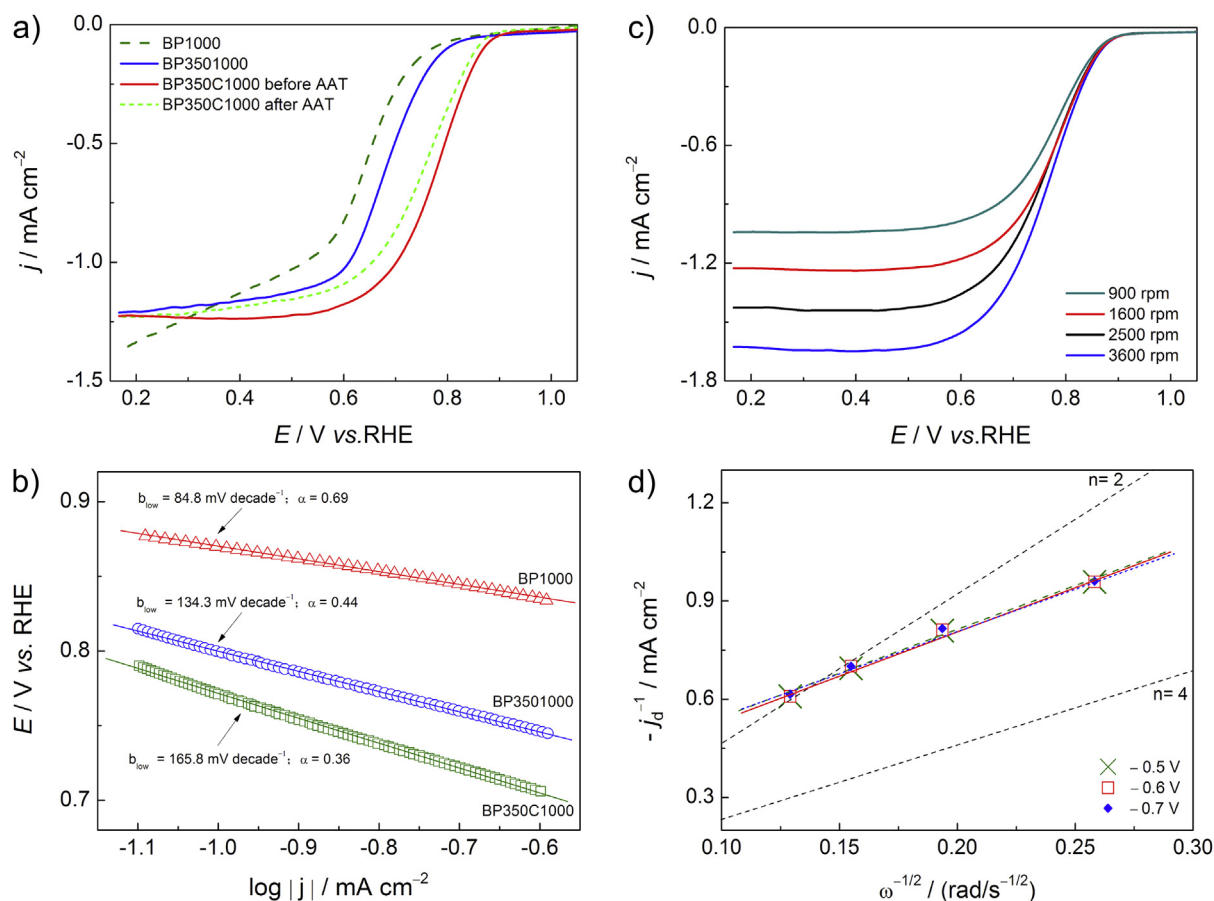 a)
0.0
-0.5
-1.0
-1.5
j / mA cm⁻²
BP1000
BP3501000
BP350C1000 before AAT
BP350C1000 after AAT
0.2 0.4 0.6 0.8 1.0
E / V vs.RHE
c)
0.0
-0.6
-1.2
-1.8
j / mA cm⁻²
900 rpm
1600 rpm
2500 rpm
3600 rpm
0.2 0.4 0.6 0.8 1.0
E / V vs.RHE
b)
0.9
0.8
0.7
E / V vs. RHE
b_low = 84.8 mV decade⁻¹; α = 0.69
BP1000
b_low = 134.3 mV decade⁻¹; α = 0.44
BP3501000
b_low = 165.8 mV decade⁻¹; α = 0.36
BP350C1000
-1.1 -1.0 -0.9 -0.8 -0.7 -0.6
log |j| / mA cm⁻²
d)
1.2
0.9
0.6
0.3
- j_d⁻¹ / mA cm⁻²
n= 2
n= 4
– 0.5 V
– 0.6 V
– 0.7 V
0.10 0.15 0.20 0.25 0.30
ω⁻¹/² / (rad/s⁻¹/²)